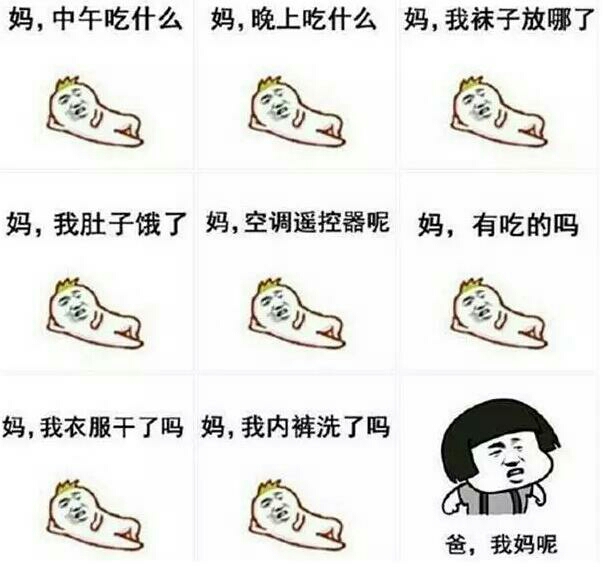 妈,中午吃什么
妈,晚上吃什么
妈,我袜子放哪了
妈,我肚子饿了
妈,空调遥控器呢
妈，有吃的吗
妈,我衣服干了吗
妈,我内裤洗了吗
爸，我妈呢